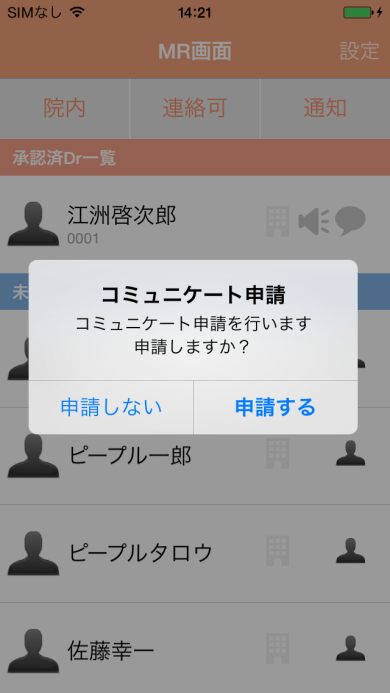 SIMなし 14:21
MR画面 設定
院内 連絡可 通知
承認済Dr一覧
江洲啓次郎
0001
未
コミュニケート申請
コミュニケート申請を行います
申請しますか？
申請しない 申請する
ピープル一郎
ピープルタロウ
佐藤幸一